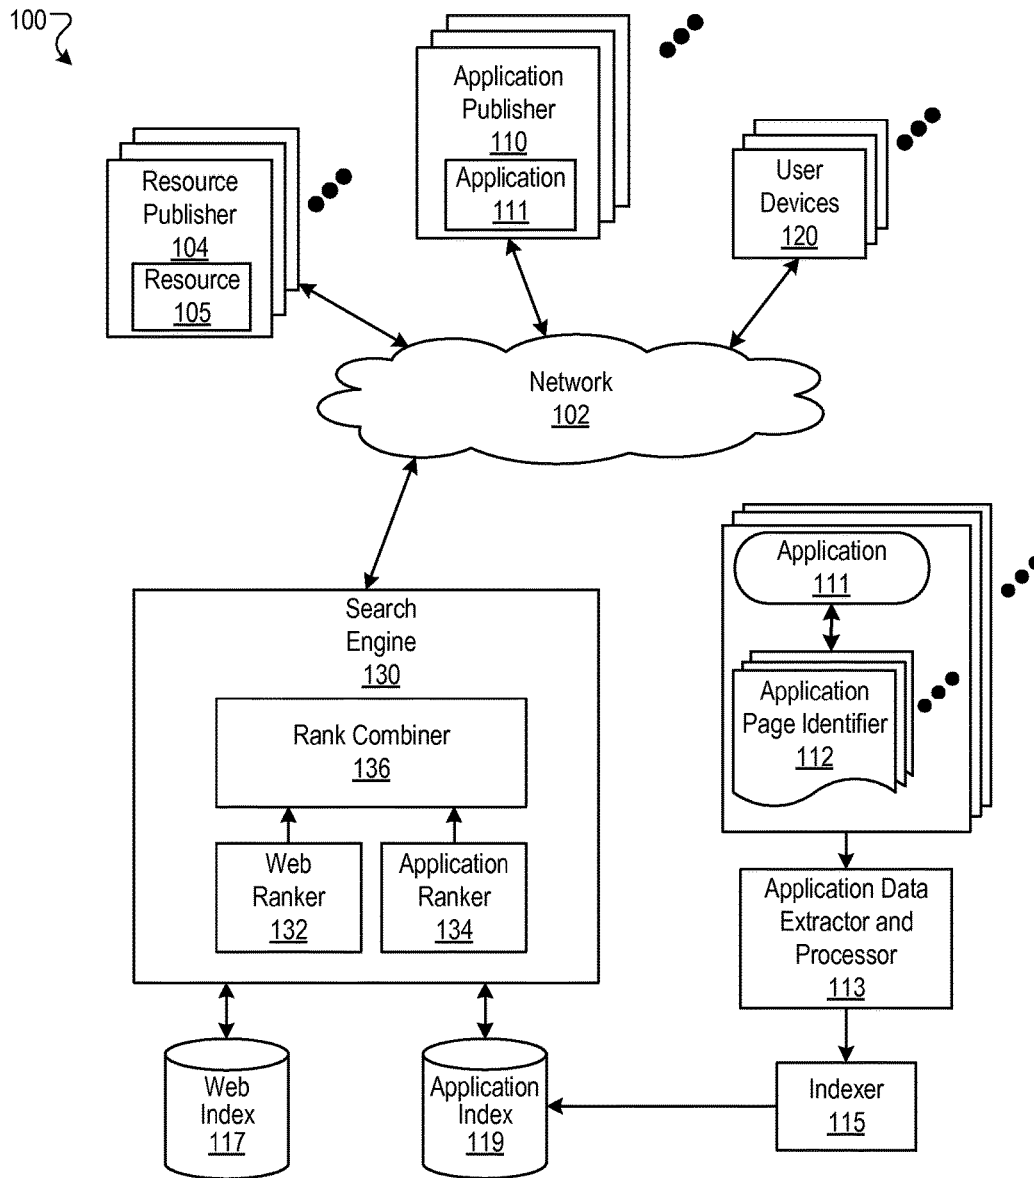 100
Application
Publisher
110
Application
111
Resource
Publisher
104
Resource
105
User
Devices
120
Network
102
Search
Engine
130
Rank Combiner
136
Web
Ranker
132
Application
Ranker
134
Application
111
Application
Page Identifier
112
Application Data
Extractor and
Processor
113
Web
Index
117
Application
Index
119
Indexer
115